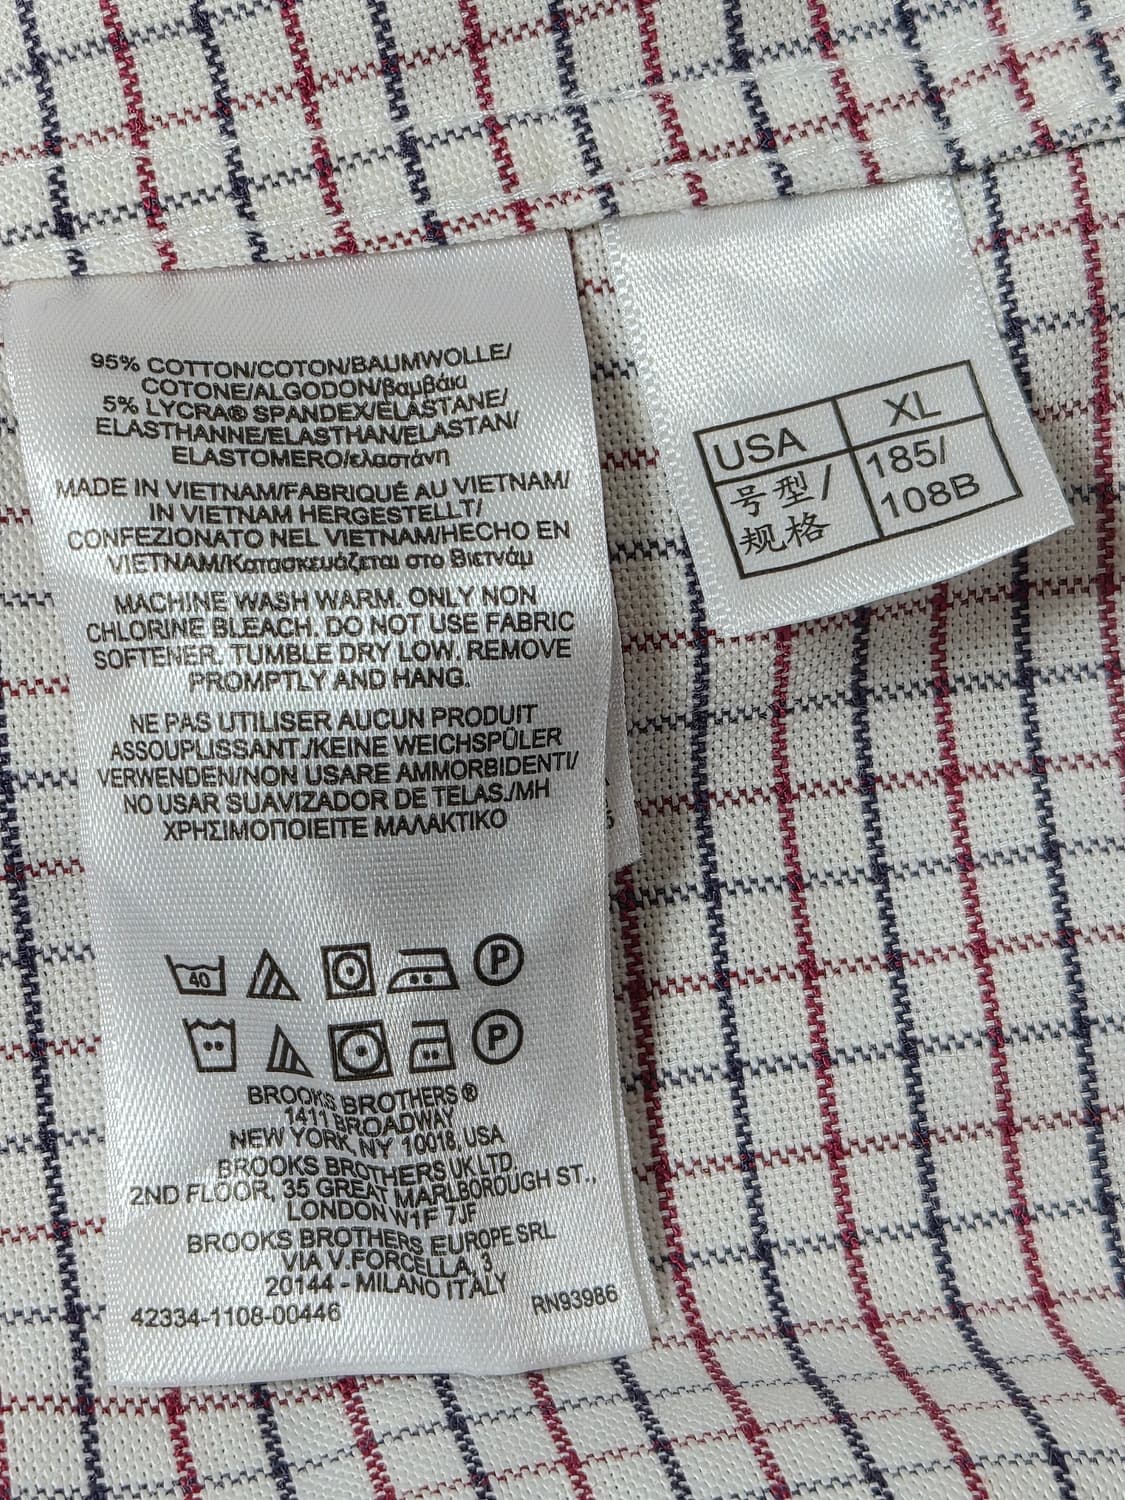 95% COTTON/COTON/BAUMWOLLE/
COTONE/ALGODON/βαμβάκι
5% LYCRA® SPANDEX/ELASTANE/
ELASTHANNE/ELASTHAN/ELASTAN/
ELASTOMERO/ελαστάνη
MADE IN VIETNAM/FABRIQUÉ AU VIETNAM/
IN VIETNAM HERGESTELLT/
CONFEZIONATO NEL VIETNAM/HECHO EN
VIETNAM/Κατασκευάζεται στο Βιετνάμ
MACHINE WASH WARM. ONLY NON
CHLORINE BLEACH. DO NOT USE FABRIC
SOFTENER. TUMBLE DRY LOW. REMOVE
PROMPTLY AND HANG.
NE PAS UTILISER AUCUN PRODUIT
ASSOUPLISSANT./KEINE WEICHSPÜLER
VERWENDEN/NON USARE AMMORBIDENTI/
NO USAR SUAVIZADOR DE TELAS./ΜΗ
ΧΡΗΣΙΜΟΠΟΙΕΙΤΕ ΜΑΛΑΚΤΙΚΟ
40 P
P
BROOKS BROTHERS ®
1411 BROADWAY
NEW YORK, NY 10018, USA
BROOKS BROTHERS UK LTD.
2ND FLOOR, 35 GREAT MARLBOROUGH ST.,
LONDON W1F 7JF
BROOKS BROTHERS EUROPE SRL
VIA V.FORCELLA, 3
20144 - MILANO ITALY
42334-1108-00446 RN93986
USA XL
号型/ 185/
规格 108B